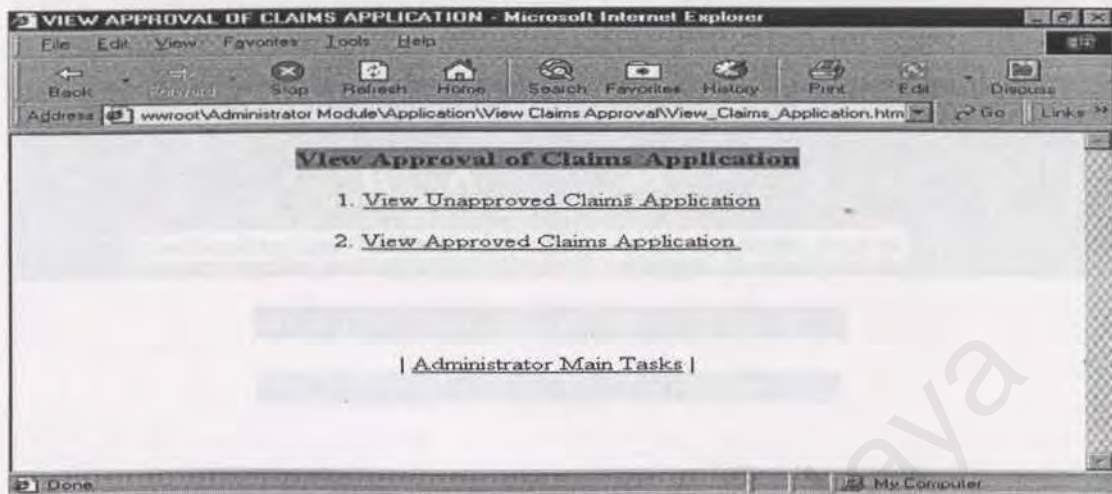 VIEW APPROVAL OF CLAIMS APPLICATION - Microsoft Internet Explorer
File Edit View Favorites Tools Help
Back Forward Stop Refresh Home Search Favorites History Print Edit Discuss
Address wwroot\Administrator Module\Application\View Claims Approval\View_Claims_Application.htm Go Links »
View Approval of Claims Application
1. View Unapproved Claims Application
2. View Approved Claims Application
| Administrator Main Tasks |
Done My Computer
aya